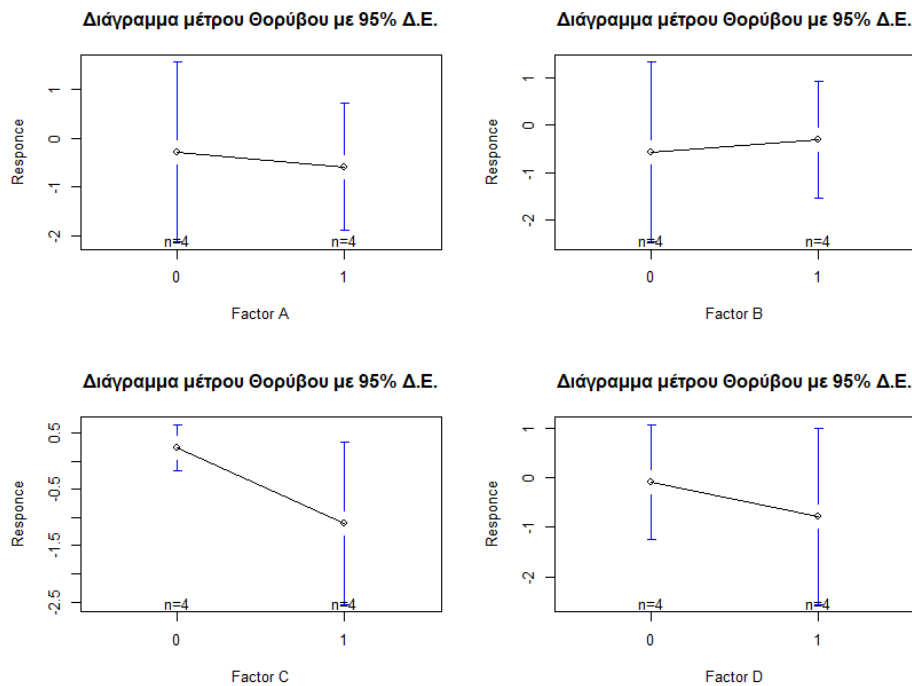 Διάγραμμα μέτρου Θορύβου με 95% Δ.Ε.
Responce
1
0
-1
-2
n=4
n=4
0
1
Factor A
Διάγραμμα μέτρου Θορύβου με 95% Δ.Ε.
Responce
1
0
-1
-2
n=4
n=4
0
1
Factor B
Διάγραμμα μέτρου Θορύβου με 95% Δ.Ε.
Responce
0.5
-0.5
-1.5
-2.5
n=4
n=4
0
1
Factor C
Διάγραμμα μέτρου Θορύβου με 95% Δ.Ε.
Responce
1
0
-1
-2
n=4
n=4
0
1
Factor D